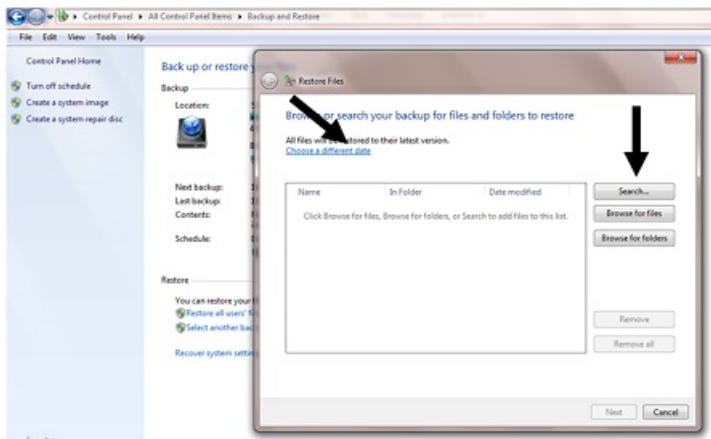 Control Panel ▸ All Control Panel Items ▸ Backup and Restore
File Edit View Tools Help
Control Panel Home
Turn off schedule
Create a system image
Create a system repair disc
Back up or restore
Backup
Location:
Next backup:
Last backup:
Contents:
Schedule:
Restore
You can restore your
Restore all users'
Select another
Recover system
Restore Files
or search your backup for files and folders to restore
All files will be restored to their latest version.
Choose a different date
Name In Folder Date modified
Click Browse for files, Browse for folders, or Search to add files to this list.
Search...
Browse for files
Browse for folders
Remove
Remove all
Next Cancel